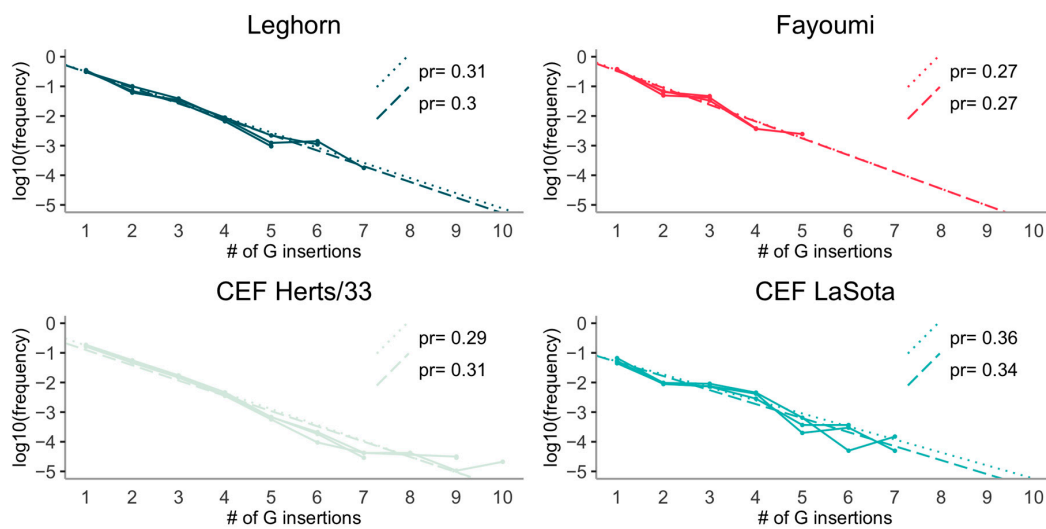 Leghorn
log10(frequency)
0
−1
−2
−3
−4
−5
pr= 0.31
pr= 0.3
1 2 3 4 5 6 7 8 9 10
# of G insertions
Fayoumi
log10(frequency)
0
−1
−2
−3
−4
−5
pr= 0.27
pr= 0.27
1 2 3 4 5 6 7 8 9 10
# of G insertions
CEF Herts/33
log10(frequency)
0
−1
−2
−3
−4
−5
pr= 0.29
pr= 0.31
1 2 3 4 5 6 7 8 9 10
# of G insertions
CEF LaSota
log10(frequency)
0
−1
−2
−3
−4
−5
pr= 0.36
pr= 0.34
1 2 3 4 5 6 7 8 9 10
# of G insertions